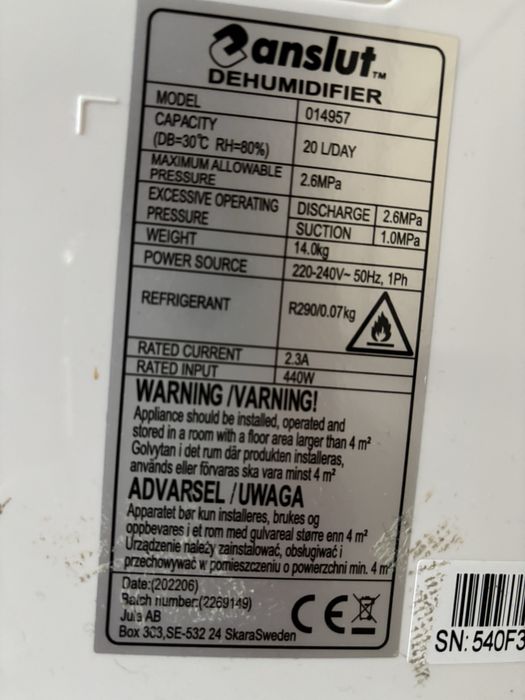 anslut™
DEHUMIDIFIER
MODEL 014957
CAPACITY
(DB=30℃ RH=80%) 20 L/DAY
MAXIMUM ALLOWABLE
PRESSURE 2.6MPa
EXCESSIVE OPERATING
PRESSURE DISCHARGE 2.6MPa
SUCTION 1.0MPa
WEIGHT 14.0kg
POWER SOURCE 220-240V~ 50Hz, 1Ph
REFRIGERANT R290/0.07kg
RATED CURRENT 2.3A
RATED INPUT 440W
WARNING /VARNING!
Appliance should be installed, operated and
stored in a room with a floor area larger than 4 m²
Golvytan i det rum där produkten installeras,
används eller förvaras ska vara minst 4 m²
ADVARSEL / UWAGA
Apparatet bør kun installeres, brukes og
oppbevares i et rom med gulvareal større enn 4 m²
Urządzenie należy zainstalować, obsługiwać i
przechowywać w pomieszczeniu o powierzchni min. 4 m²
Date:(202206)
Batch number:(2269149)
Jula AB
Box 303,SE-532 24 SkaraSweden
CE
SN: 540F3